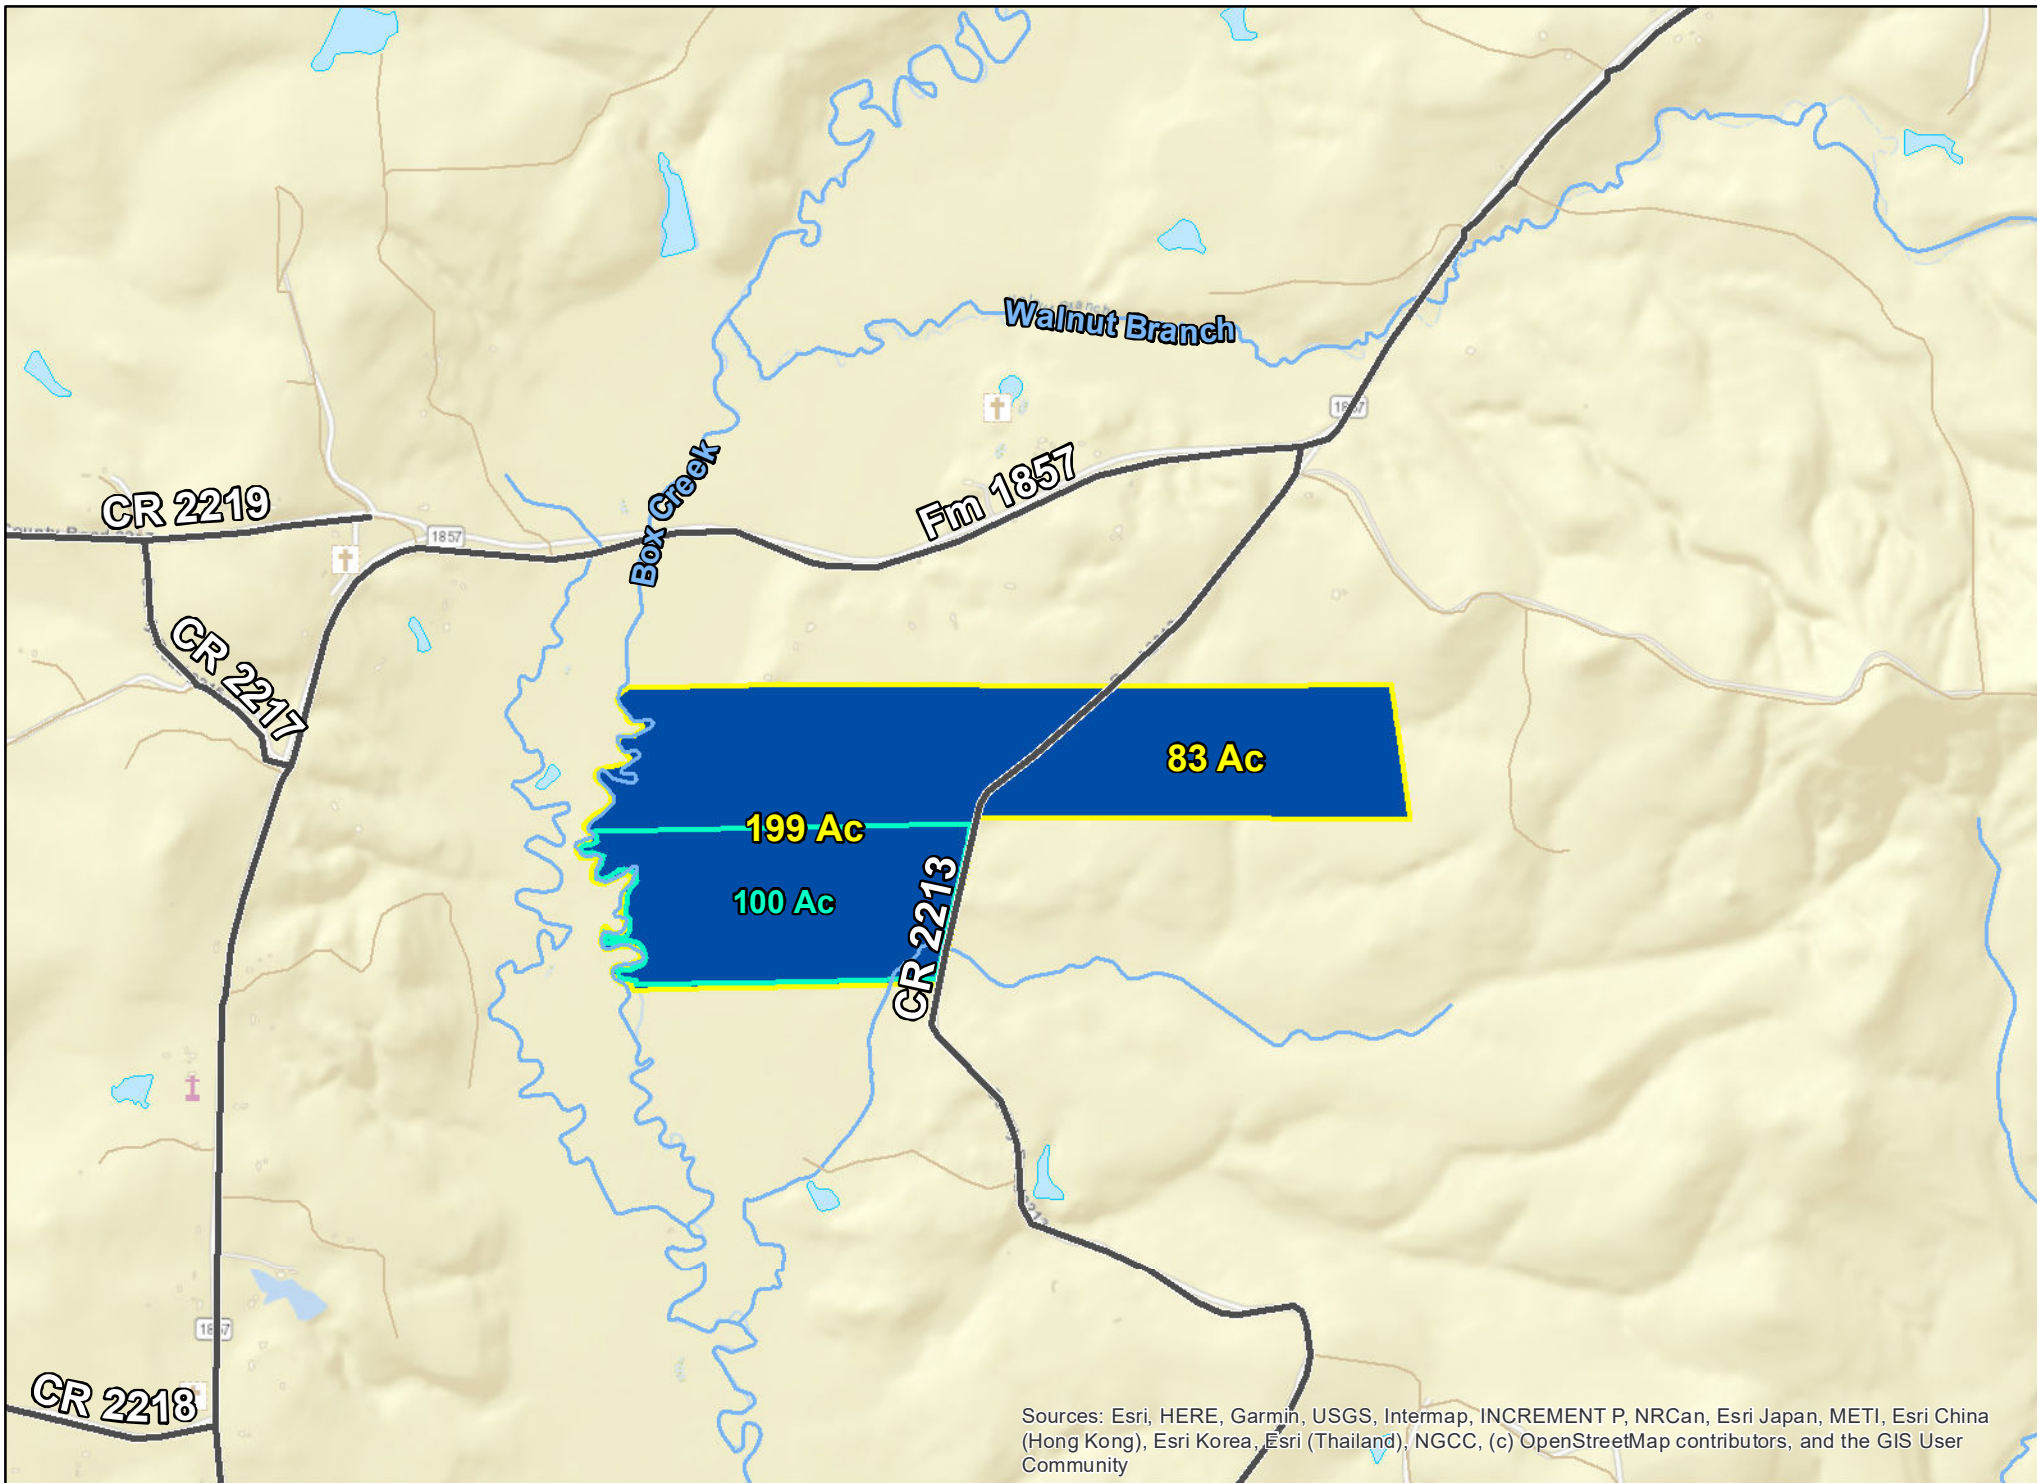 Walnut Branch
1857
Box Creek
Fm 1857
CR 2219
1857
CR 2217
83 Ac
199 Ac
100 Ac
CR 2213
1857
CR 2218
Sources: Esri, HERE, Garmin, USGS, Intermap, INCREMENT P, NRCan, Esri Japan, METI, Esri China
(Hong Kong), Esri Korea, Esri (Thailand), NGCC, (c) OpenStreetMap contributors, and the GIS User
Community